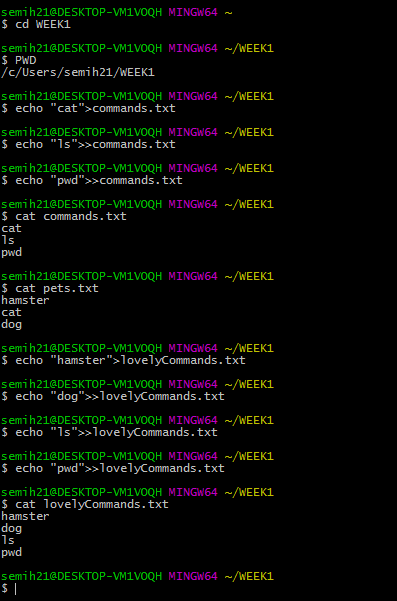 semih21@DESKTOP-VM1VOQH MINGW64 ~
$ cd WEEK1
semih21@DESKTOP-VM1VOQH MINGW64 ~/WEEK1
$ PWD
/c/Users/semih21/WEEK1
semih21@DESKTOP-VM1VOQH MINGW64 ~/WEEK1
$ echo "cat">commands.txt
semih21@DESKTOP-VM1VOQH MINGW64 ~/WEEK1
$ echo "ls">>commands.txt
semih21@DESKTOP-VM1VOQH MINGW64 ~/WEEK1
$ echo "pwd">>commands.txt
semih21@DESKTOP-VM1VOQH MINGW64 ~/WEEK1
$ cat commands.txt
cat
ls
pwd
semih21@DESKTOP-VM1VOQH MINGW64 ~/WEEK1
$ cat pets.txt
hamster
cat
dog
semih21@DESKTOP-VM1VOQH MINGW64 ~/WEEK1
$ echo "hamster">lovelyCommands.txt
semih21@DESKTOP-VM1VOQH MINGW64 ~/WEEK1
$ echo "dog">>lovelyCommands.txt
semih21@DESKTOP-VM1VOQH MINGW64 ~/WEEK1
$ echo "ls">>lovelyCommands.txt
semih21@DESKTOP-VM1VOQH MINGW64 ~/WEEK1
$ echo "pwd">>lovelyCommands.txt
semih21@DESKTOP-VM1VOQH MINGW64 ~/WEEK1
$ cat lovelyCommands.txt
hamster
dog
ls
pwd
semih21@DESKTOP-VM1VOQH MINGW64 ~/WEEK1
$